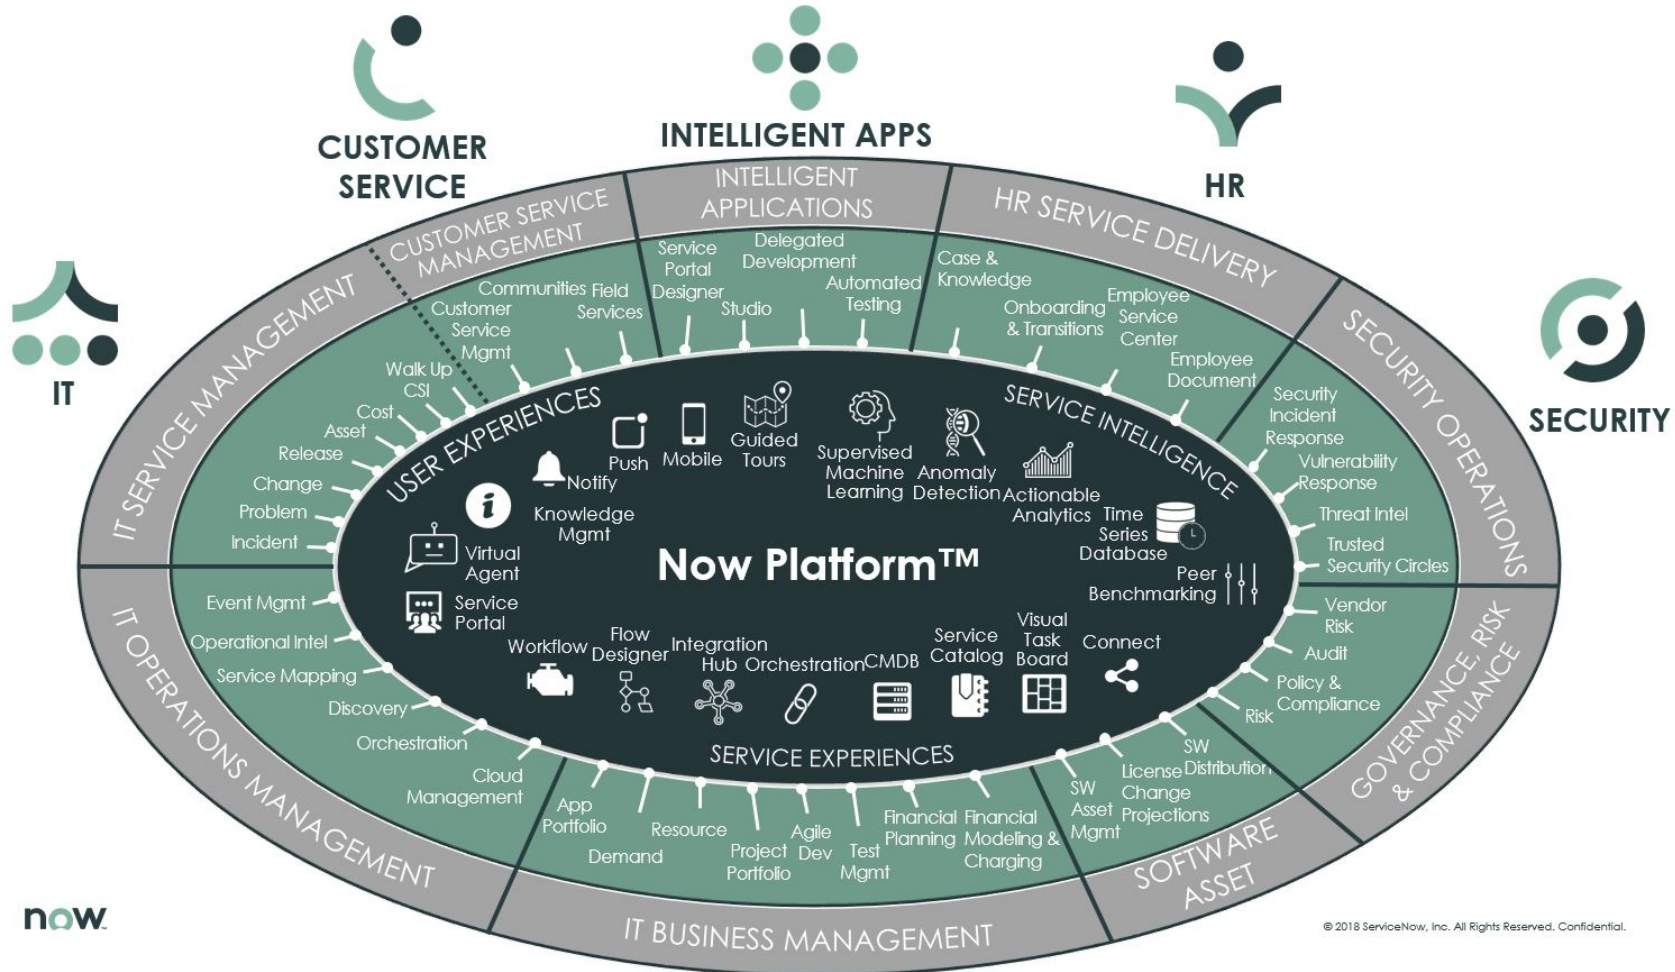 CUSTOMER
SERVICE
INTELLIGENT APPS
HR
IT
SECURITY
IT SERVICE MANAGEMENT
CUSTOMER SERVICE
MANAGEMENT
INTELLIGENT
APPLICATIONS
HR SERVICE DELIVERY
SECURITY OPERATIONS
GOVERNANCE, RISK
& COMPLIANCE
SOFTWARE
ASSET
IT BUSINESS MANAGEMENT
IT OPERATIONS MANAGEMENT
Walk Up
CSI
Cost
Asset
Release
Change
Problem
Incident
Customer
Service
Mgmt
Communities
Field
Services
Service
Portal
Designer
Studio
Delegated
Development
Automated
Testing
Case &
Knowledge
Onboarding
& Transitions
Employee
Service
Center
Employee
Document
Security
Incident
Response
Vulnerability
Response
Threat Intel
Trusted
Security Circles
Vendor
Risk
Audit
Policy &
Compliance
Risk
SW
Distribution
License
Change
Projections
SW
Asset
Mgmt
Financial
Modeling &
Charging
Financial
Planning
Test
Mgmt
Agile
Dev
Project
Portfolio
Resource
Demand
App
Portfolio
Cloud
Management
Orchestration
Discovery
Service Mapping
Operational Intel
Event Mgmt
USER EXPERIENCES
Service
Portal
Virtual
Agent
Knowledge
Mgmt
Notify
Push
Mobile
Guided
Tours
SERVICE INTELLIGENCE
Supervised
Machine
Learning
Anomaly
Detection
Actionable
Analytics
Time
Series
Database
Peer
Benchmarking
Now Platform™
Workflow
Flow
Designer
Integration
Hub
Orchestration
CMDB
Service
Catalog
Visual
Task
Board
Connect
SERVICE EXPERIENCES
now
© 2018 ServiceNow, Inc. All Rights Reserved. Confidential.